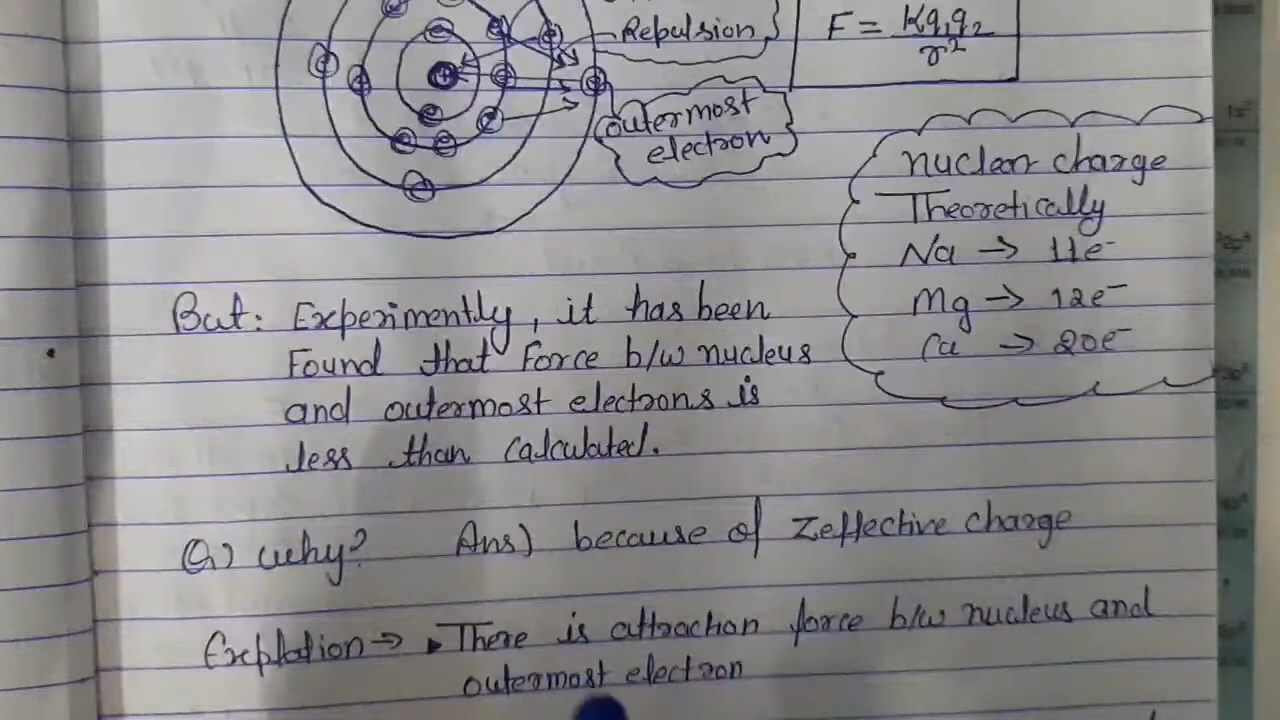 Repulsion
F = Kq1q2
r²
outermost
electron
nuclear charge
Theoretically
Na → 11e⁻
Mg → 12e⁻
Ca → 20e⁻
But: Experimently, it has been
Found that Force b/w nucleus
and outermost electrons is
less than calculated.
Q) Why? Ans) because of Zeffective charge
Expltation → There is attraction force b/w nucleus and
outermost electron